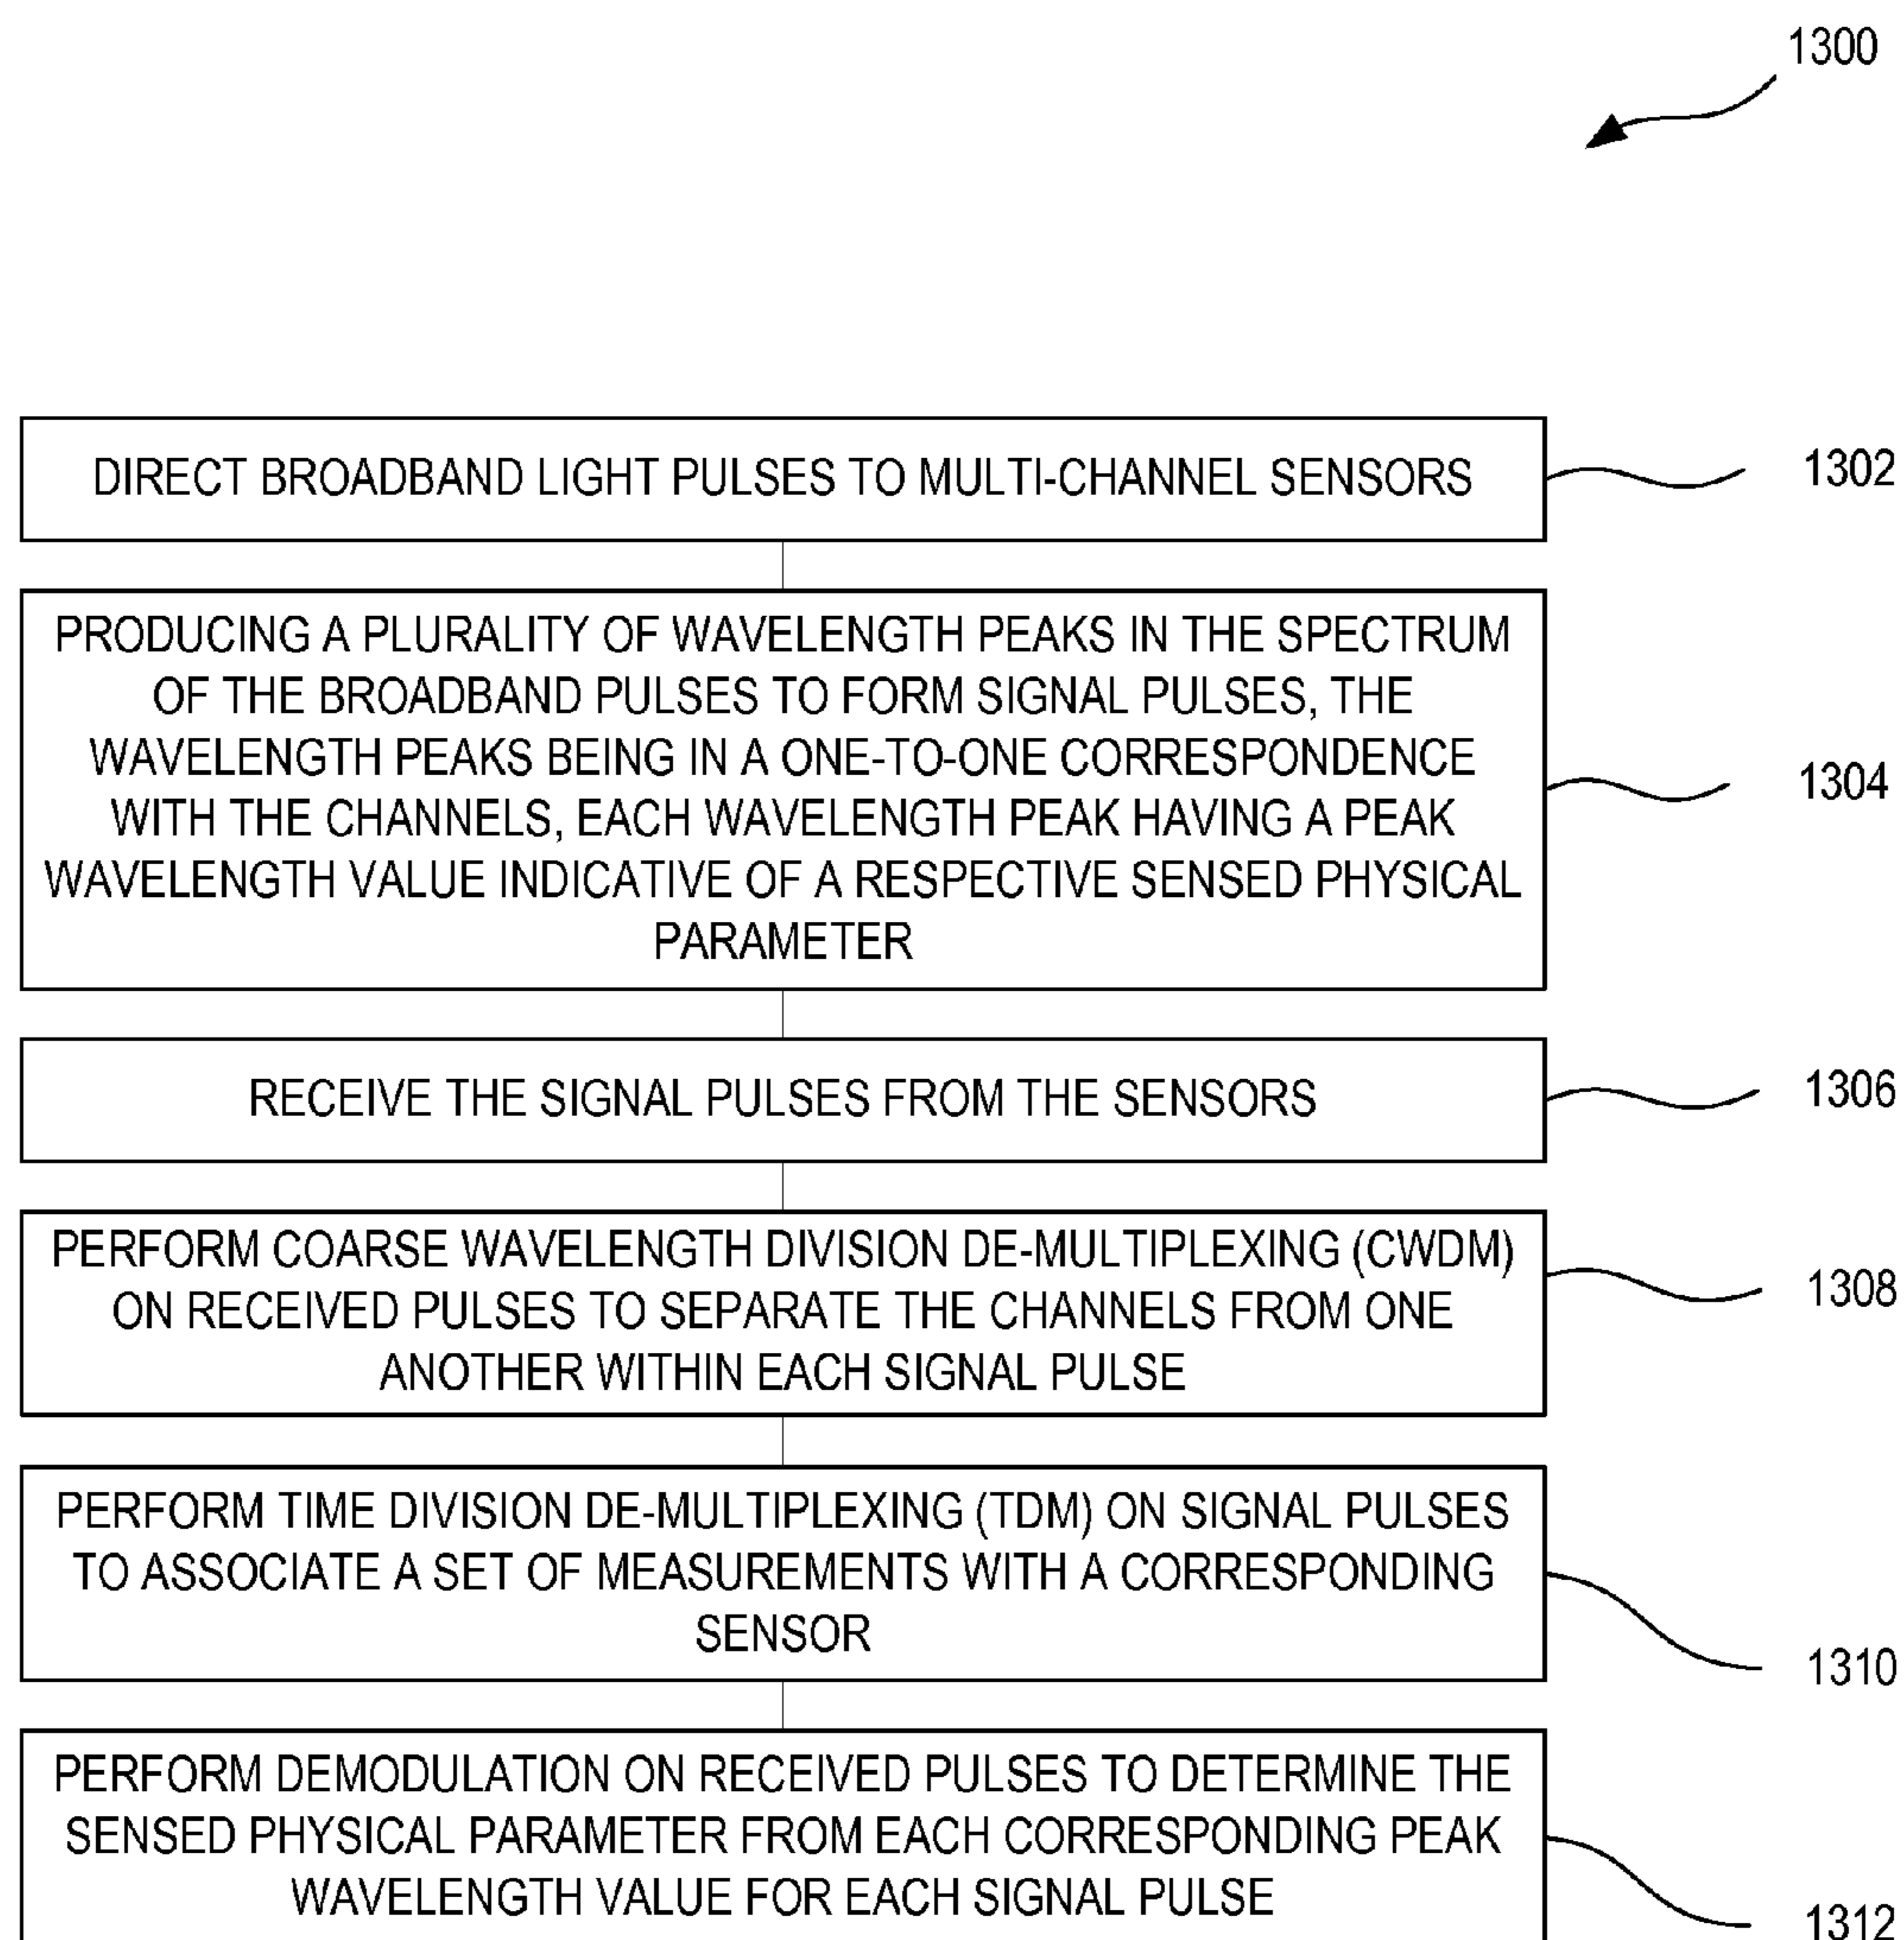 1300
DIRECT BROADBAND LIGHT PULSES TO MULTI-CHANNEL SENSORS
1302
PRODUCING A PLURALITY OF WAVELENGTH PEAKS IN THE SPECTRUM
OF THE BROADBAND PULSES TO FORM SIGNAL PULSES, THE
WAVELENGTH PEAKS BEING IN A ONE-TO-ONE CORRESPONDENCE
WITH THE CHANNELS, EACH WAVELENGTH PEAK HAVING A PEAK
WAVELENGTH VALUE INDICATIVE OF A RESPECTIVE SENSED PHYSICAL
PARAMETER
1304
RECEIVE THE SIGNAL PULSES FROM THE SENSORS
1306
PERFORM COARSE WAVELENGTH DIVISION DE-MULTIPLEXING (CWDM)
ON RECEIVED PULSES TO SEPARATE THE CHANNELS FROM ONE
ANOTHER WITHIN EACH SIGNAL PULSE
1308
PERFORM TIME DIVISION DE-MULTIPLEXING (TDM) ON SIGNAL PULSES
TO ASSOCIATE A SET OF MEASUREMENTS WITH A CORRESPONDING
SENSOR
1310
PERFORM DEMODULATION ON RECEIVED PULSES TO DETERMINE THE
SENSED PHYSICAL PARAMETER FROM EACH CORRESPONDING PEAK
WAVELENGTH VALUE FOR EACH SIGNAL PULSE
1312